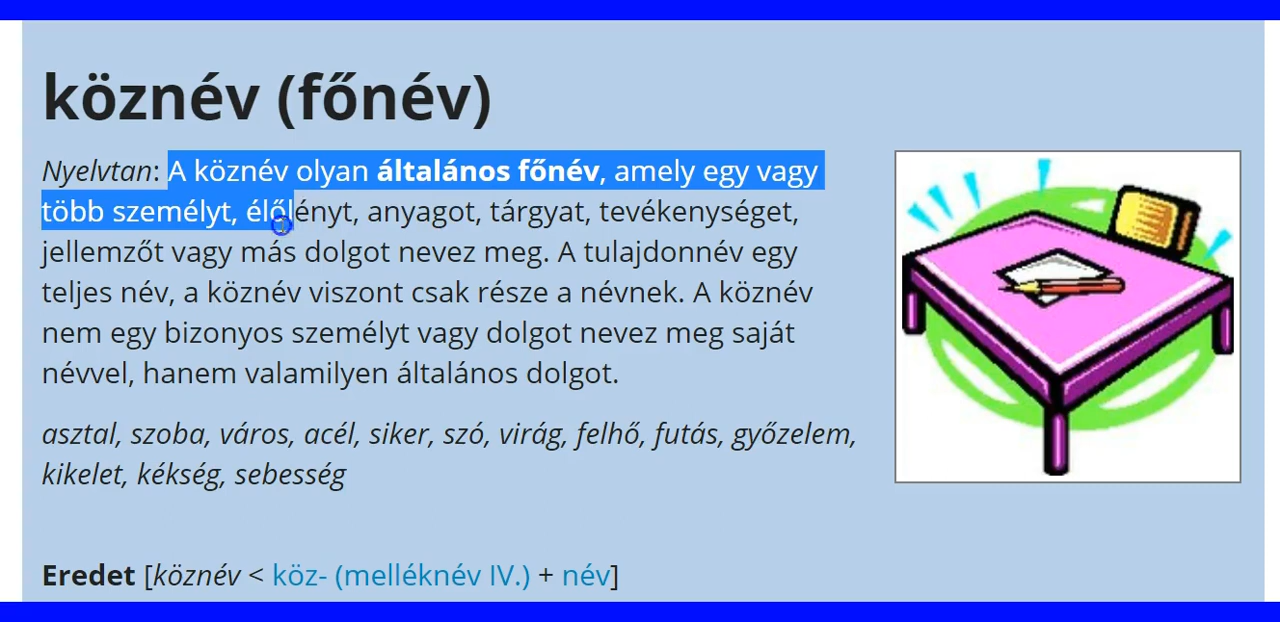 köznév (főnév)
Nyelvtan: A köznév olyan általános főnév, amely egy vagy
több személyt, élőlényt, anyagot, tárgyat, tevékenységet,
jellemzőt vagy más dolgot nevez meg. A tulajdonnév egy
teljes név, a köznév viszont csak része a névnek. A köznév
nem egy bizonyos személyt vagy dolgot nevez meg saját
névvel, hanem valamilyen általános dolgot.
asztal, szoba, város, acél, siker, szó, virág, felhő, futás, győzelem,
kikelet, kékség, sebesség
Eredet [köznév < köz- (melléknév IV.) + név]